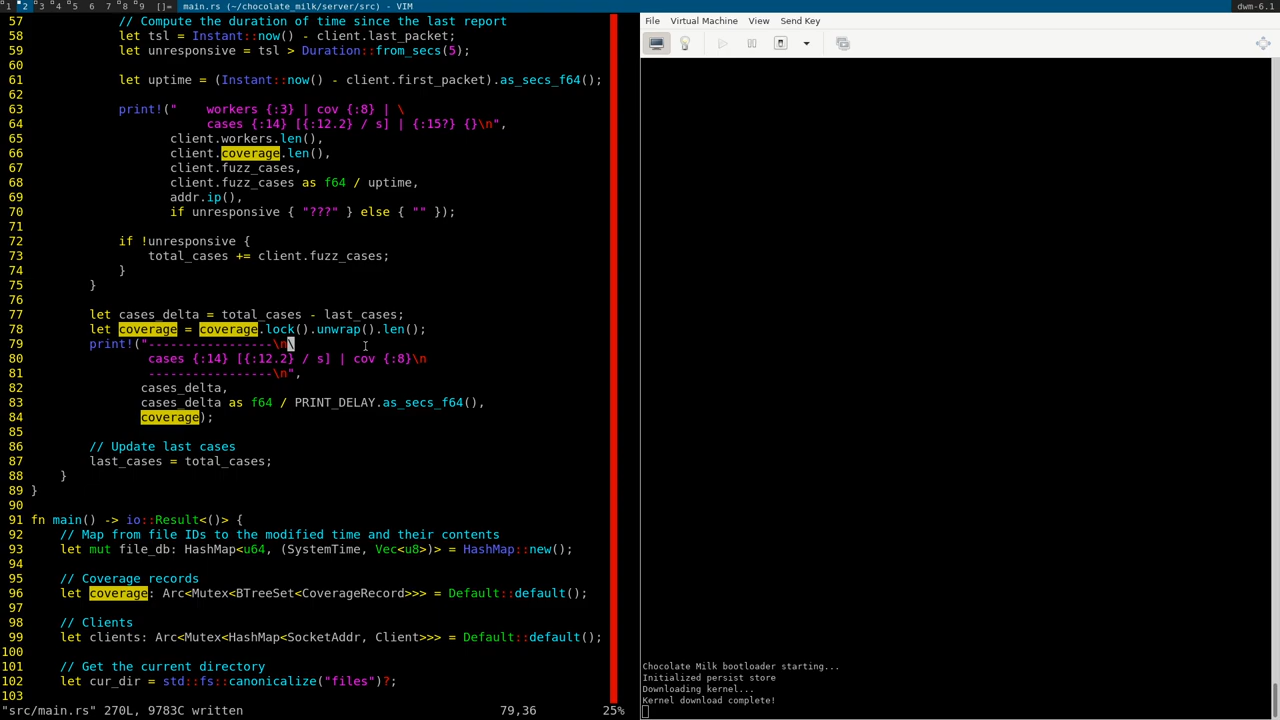 1 2 3 4 5 6 7 8 9 []= main.rs (~/chocolate_milk/server/src) - VIM dwm-6.1
57             // Compute the duration of time since the last report
58             let tsl = Instant::now() - client.last_packet;
59             let unresponsive = tsl > Duration::from_secs(5);
60
61             let uptime = (Instant::now() - client.first_packet).as_secs_f64();
62
63             print!("    workers {:3} | cov {:8} | \
64                         cases {:14} [{:12.2} / s] | {:15?} {}\n",
65                    client.workers.len(),
66                    client.coverage.len(),
67                    client.fuzz_cases,
68                    client.fuzz_cases as f64 / uptime,
69                    addr.ip(),
70                    if unresponsive { "???" } else { "" });
71
72             if !unresponsive {
73                 total_cases += client.fuzz_cases;
74             }
75         }
76
77         let cases_delta = total_cases - last_cases;
78         let coverage = coverage.lock().unwrap().len();
79         print!("-----------------\n\
80                 cases {:14} [{:12.2} / s] | cov {:8}\n
81                 -----------------\n",
82                cases_delta,
83                cases_delta as f64 / PRINT_DELAY.as_secs_f64(),
84                coverage);
85
86         // Update last cases
87         last_cases = total_cases;
88     }
89 }
90
91 fn main() -> io::Result<()> {
92     // Map from file IDs to the modified time and their contents
93     let mut file_db: HashMap<u64, (SystemTime, Vec<u8>)> = HashMap::new();
94
95     // Coverage records
96     let coverage: Arc<Mutex<BTreeSet<CoverageRecord>>> = Default::default();
97
98     // Clients
99     let clients: Arc<Mutex<HashMap<SocketAddr, Client>>> = Default::default();
100
101     // Get the current directory
102     let cur_dir = std::fs::canonicalize("files")?;
103
"src/main.rs" 270L, 9783C written 79,36 25%
File Virtual Machine View Send Key
Chocolate Milk bootloader starting...
Initialized persist store
Downloading kernel...
Kernel download complete!